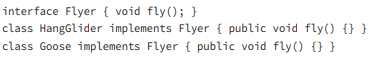 interface Flyer { void fly(); }
class HangGlider implements Flyer { public void fly() {} }
class Goose implements Flyer { public void fly() {} }